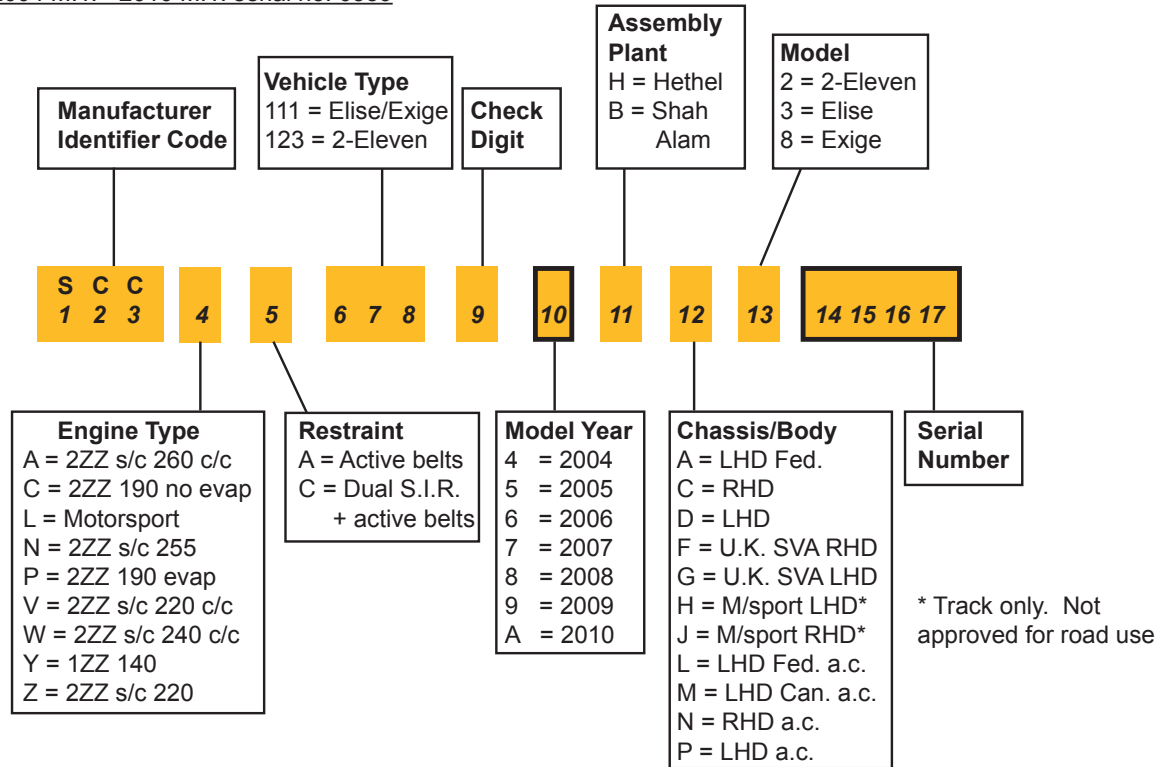 Assembly
Plant
H = Hethel
B = Shah
Alam
Model
2 = 2-Eleven
3 = Elise
8 = Exige
Vehicle Type
111 = Elise/Exige
123 = 2-Eleven
Manufacturer
Identifier Code
Check
Digit
S C C
1 2 3 4 5 6 7 8 9 10 11 12 13 14 15 16 17
Engine Type
A = 2ZZ s/c 260 c/c
C = 2ZZ 190 no evap
L = Motorsport
N = 2ZZ s/c 255
P = 2ZZ 190 evap
V = 2ZZ s/c 220 c/c
W = 2ZZ s/c 240 c/c
Y = 1ZZ 140
Z = 2ZZ s/c 220
Restraint
A = Active belts
C = Dual S.I.R.
+ active belts
Model Year
4 = 2004
5 = 2005
6 = 2006
7 = 2007
8 = 2008
9 = 2009
A = 2010
Chassis/Body
A = LHD Fed.
C = RHD
D = LHD
F = U.K. SVA RHD
G = U.K. SVA LHD
H = M/sport LHD*
J = M/sport RHD*
L = LHD Fed. a.c.
M = LHD Can. a.c.
N = RHD a.c.
P = LHD a.c.
Serial
Number
* Track only. Not
approved for road use